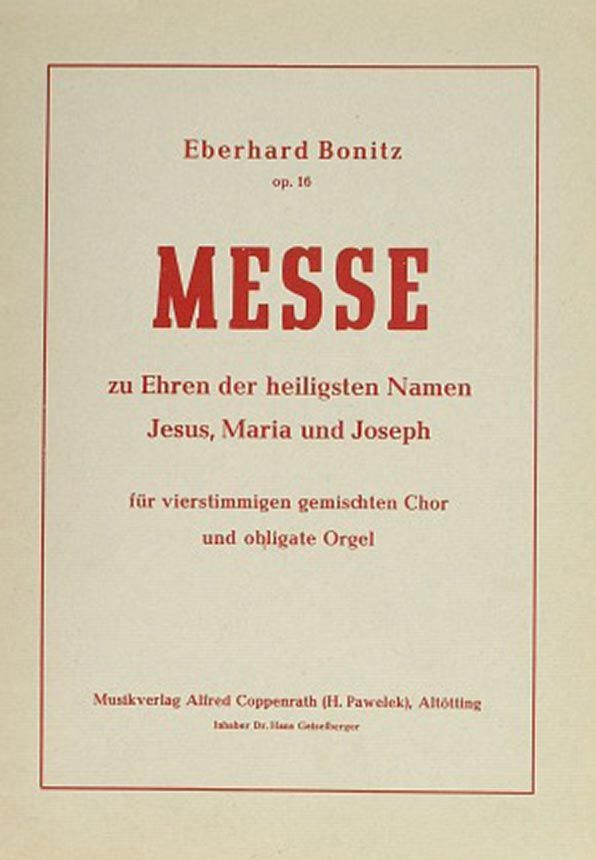 Eberhard Bonitz
op. 16
MESSE
zu Ehren der heiligsten Namen
Jesus, Maria und Joseph
für vierstimmigen gemischten Chor
und obligate Orgel
Musikverlag Alfred Coppenrath (H. Pawelek), Altötting
Inhaber Dr. Hans Geiselberger